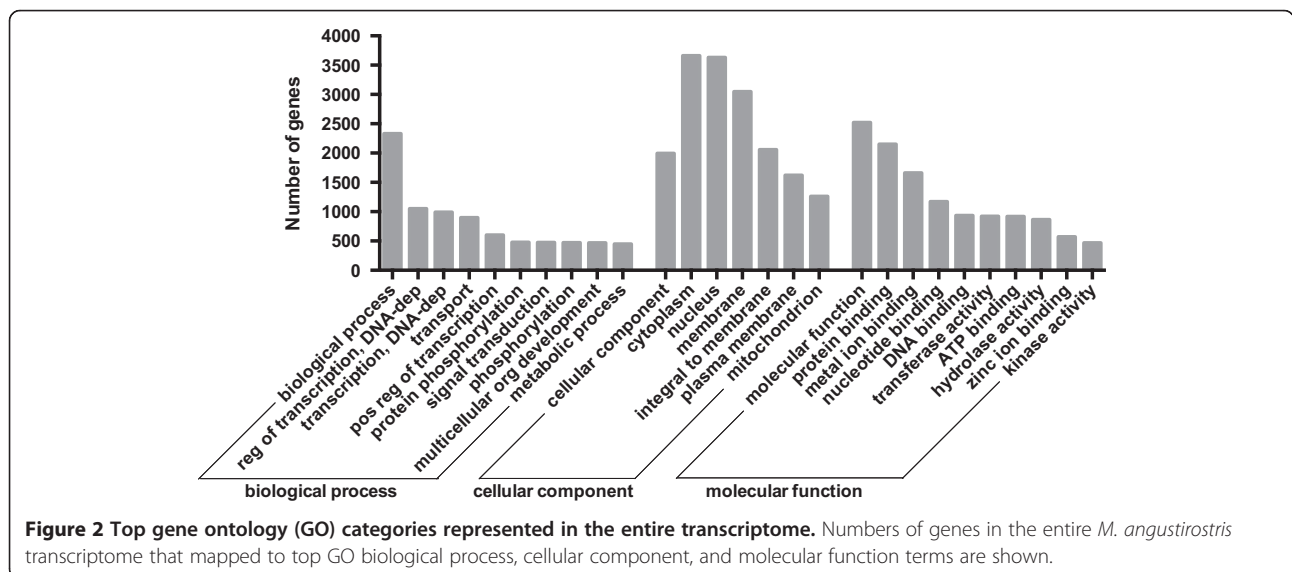 4000
3500
3000
2500
2000
1500
1000
500
0
Number of genes
biological process
reg of transcription, DNA-dep
transcription, DNA-dep
transport
pos reg of transcription
protein phosphorylation
signal transduction
phosphorylation
multicellular org development
metabolic process
cellular component
cytoplasm
nucleus
membrane
integral to membrane
plasma membrane
mitochondrion
molecular function
protein binding
metal ion binding
nucleotide binding
DNA binding
transferase activity
ATP binding
hydrolase activity
zinc ion binding
kinase activity
biological process
cellular component
molecular function
Figure 2 Top gene ontology (GO) categories represented in the entire transcriptome. Numbers of genes in the entire M. angustirostris
transcriptome that mapped to top GO biological process, cellular component, and molecular function terms are shown.